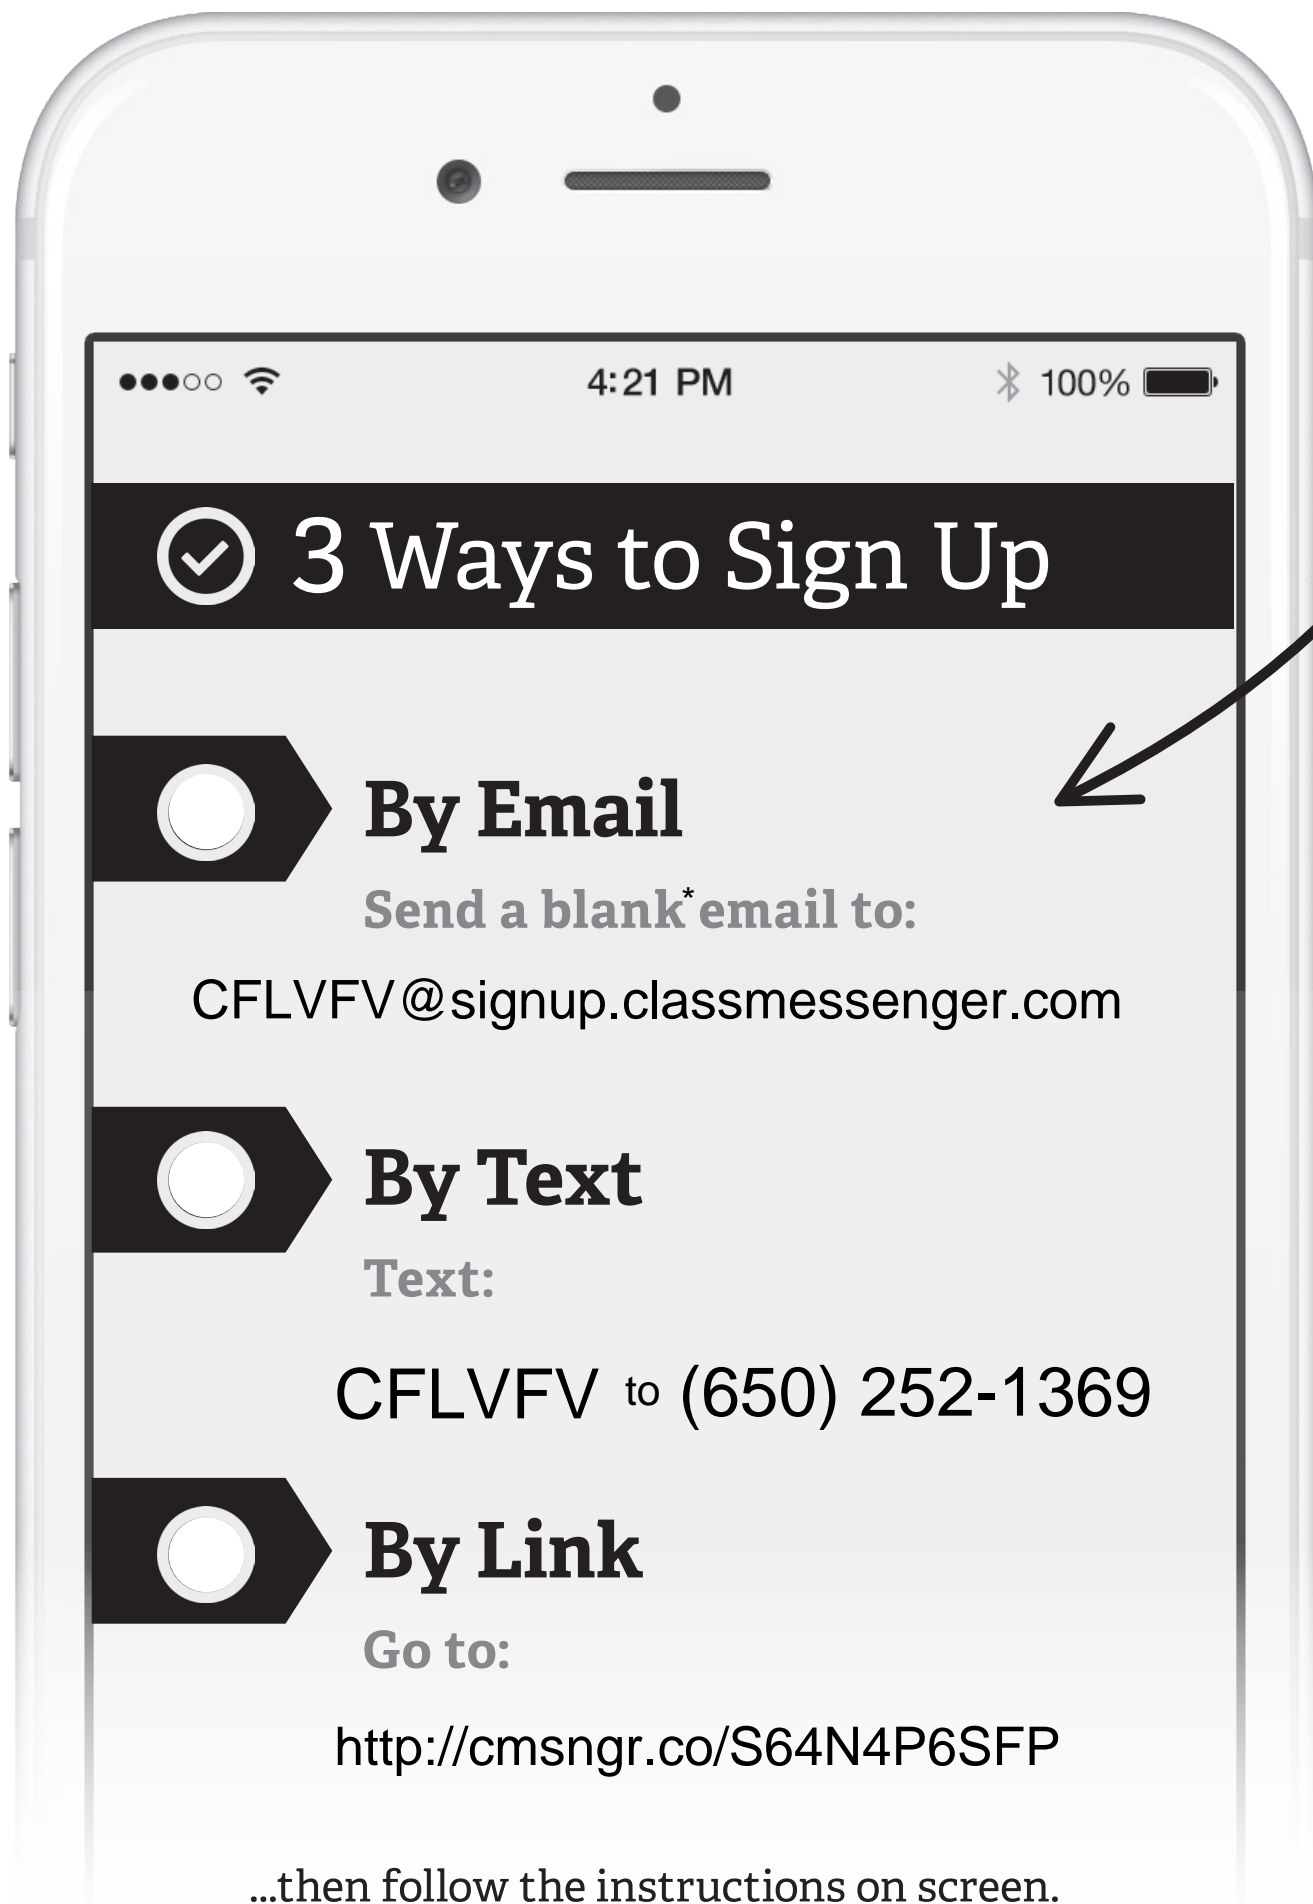 4:21 PM 100%
3 Ways to Sign Up
By Email
Send a blank* email to:
CFLVFV@signup.classmessenger.com
By Text
Text:
CFLVFV to (650) 252-1369
By Link
Go to:
http://cmsngr.co/S64N4P6SFP
...then follow the instructions on screen.